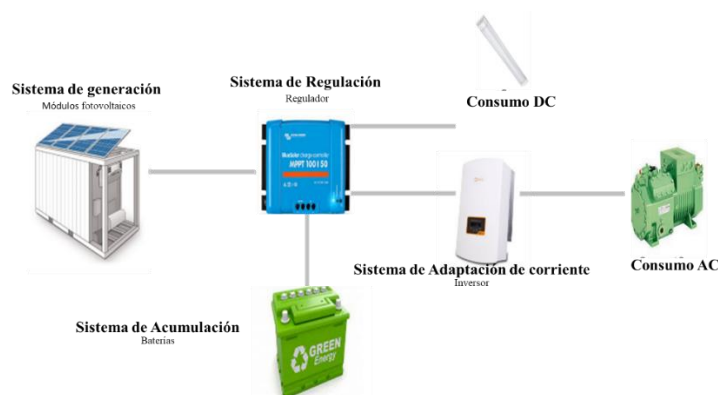 Sistema de generación
Módulos fotovoltaicos
Sistema de Regulación
Regulador
Consumo DC
MPPT 100 | 50
Sistema de Adaptación de corriente
Inversor
Consumo AC
Sistema de Acumulación
Baterias
GREEN
Energy